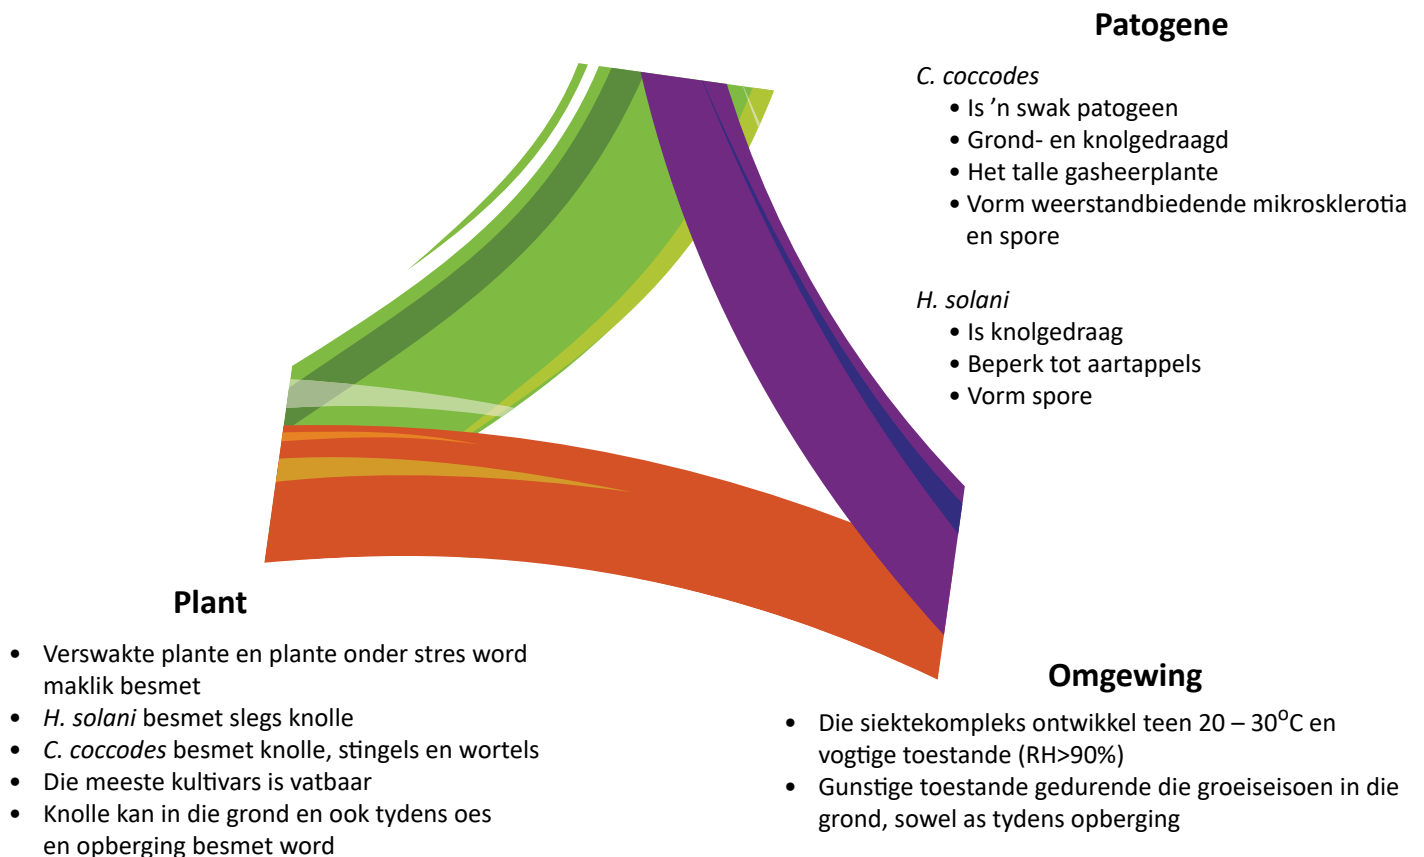 Patogene
C. coccodes
• Is ’n swak patogeen
• Grond- en knolgedraagd
• Het talle gasheerplante
• Vorm weerstandbiedende mikrosklerotia
en spore
H. solani
• Is knolgedraag
• Beperk tot aartappels
• Vorm spore
Plant
• Verswakte plante en plante onder stres word
maklik besmet
• H. solani besmet slegs knolle
• C. coccodes besmet knolle, stingels en wortels
• Die meeste kultivars is vatbaar
• Knolle kan in die grond en ook tydens oes
en opberging besmet word
Omgewing
• Die siektekompleks ontwikkel teen 20 – 30⁰C en
vogtige toestande (RH>90%)
• Gunstige toestande gedurende die groeiseisoen in die
grond, sowel as tydens opberging